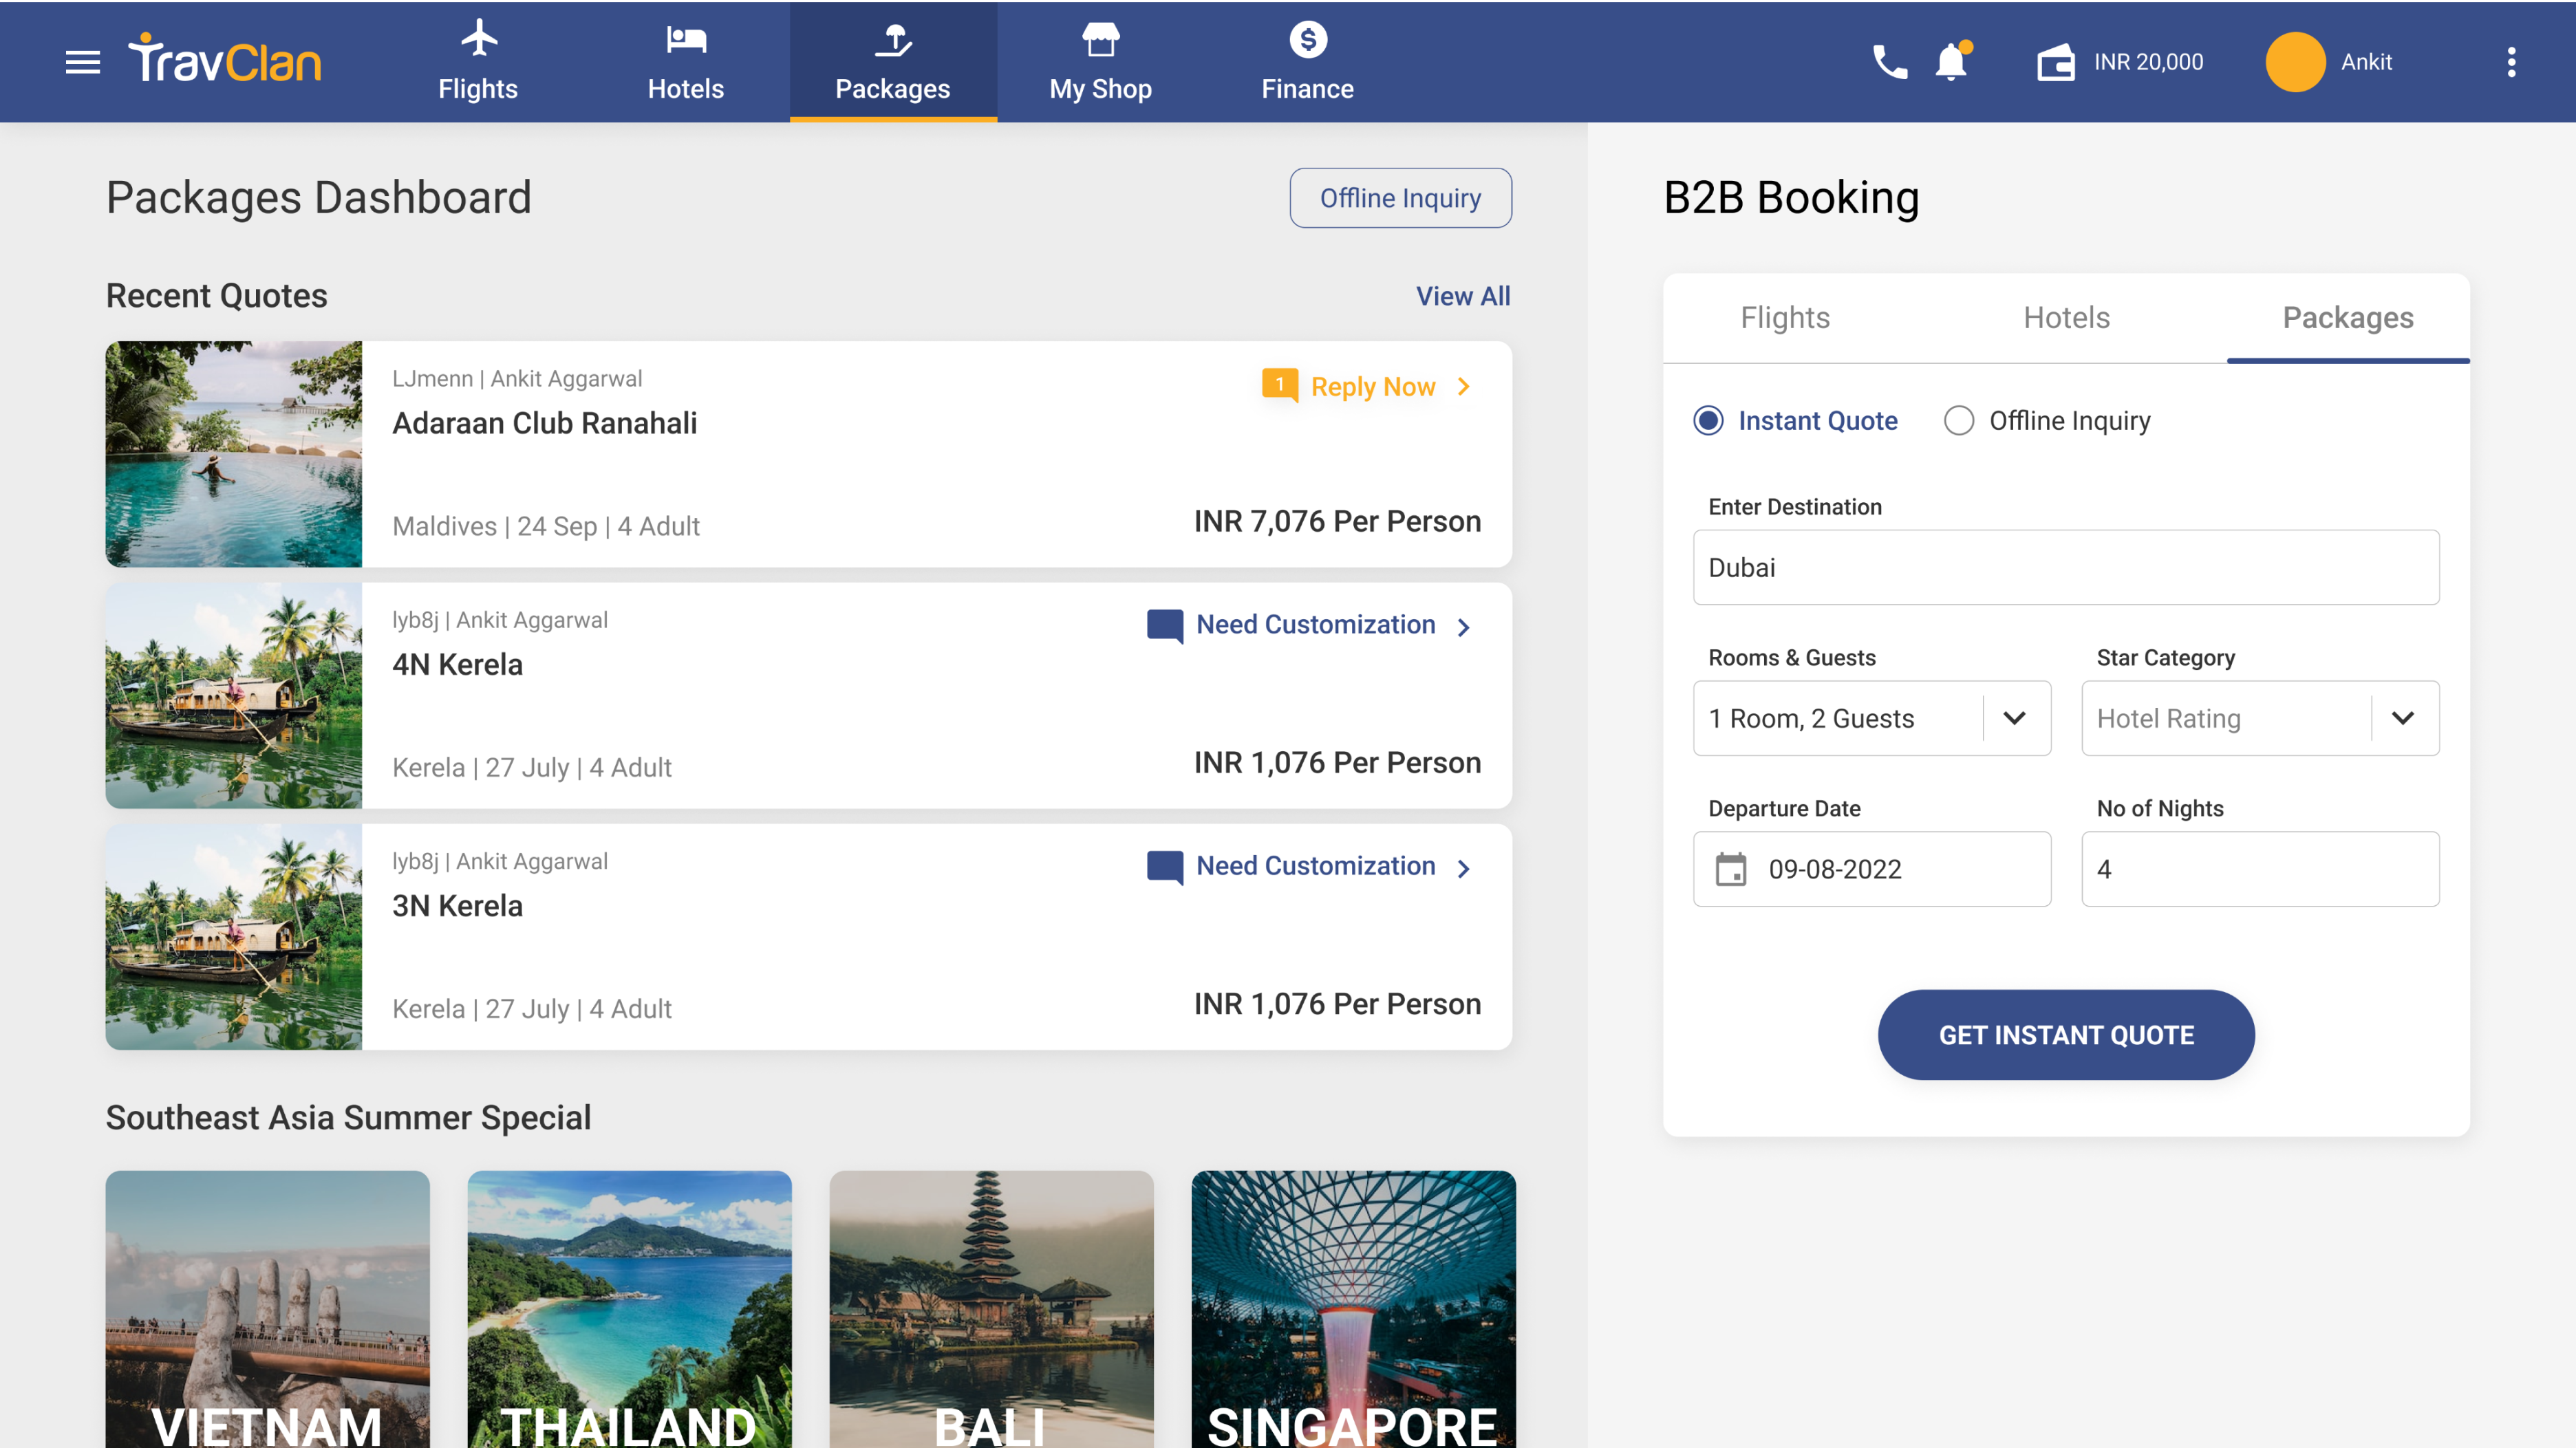 TravClan
Flights
Hotels
Packages
My Shop
Finance
INR 20,000
Ankit
Packages Dashboard
Offline Inquiry
Recent Quotes
View All
LJmenn | Ankit Aggarwal
1 Reply Now
Adaraan Club Ranahali
Maldives | 24 Sep | 4 Adult
INR 7,076 Per Person
lyb8j | Ankit Aggarwal
Need Customization
4N Kerela
Kerela | 27 July | 4 Adult
INR 1,076 Per Person
lyb8j | Ankit Aggarwal
Need Customization
3N Kerela
Kerela | 27 July | 4 Adult
INR 1,076 Per Person
Southeast Asia Summer Special
VIETNAM
THAILAND
BALI
SINGAPORE
B2B Booking
Flights
Hotels
Packages
Instant Quote
Offline Inquiry
Enter Destination
Dubai
Rooms & Guests
1 Room, 2 Guests
Star Category
Hotel Rating
Departure Date
09-08-2022
No of Nights
4
GET INSTANT QUOTE